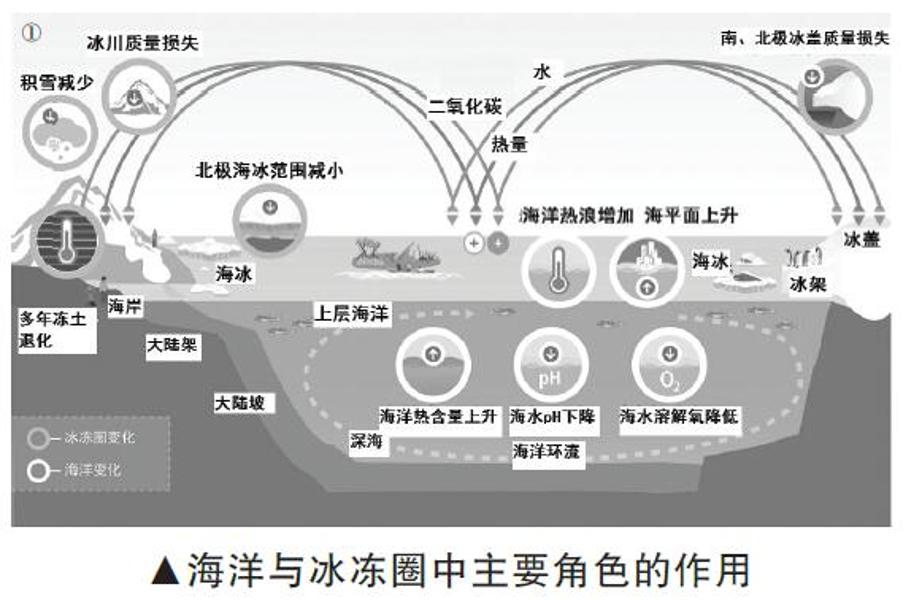 ①
冰川质量损失
南、北极冰盖质量损失
积雪减少
水
二氧化碳
热量
北极海冰范围减小
海洋热浪增加 海平面上升
冰盖
海冰
海冰
冰架
海岸
上层海洋
多年冻土
退化
大陆架
pH
O₂
大陆坡
海洋热含量上升
海水pH下降
海水溶解氧降低
深海
海洋环流
冰冻圈变化
海洋变化
▲海洋与冰冻圈中主要角色的作用